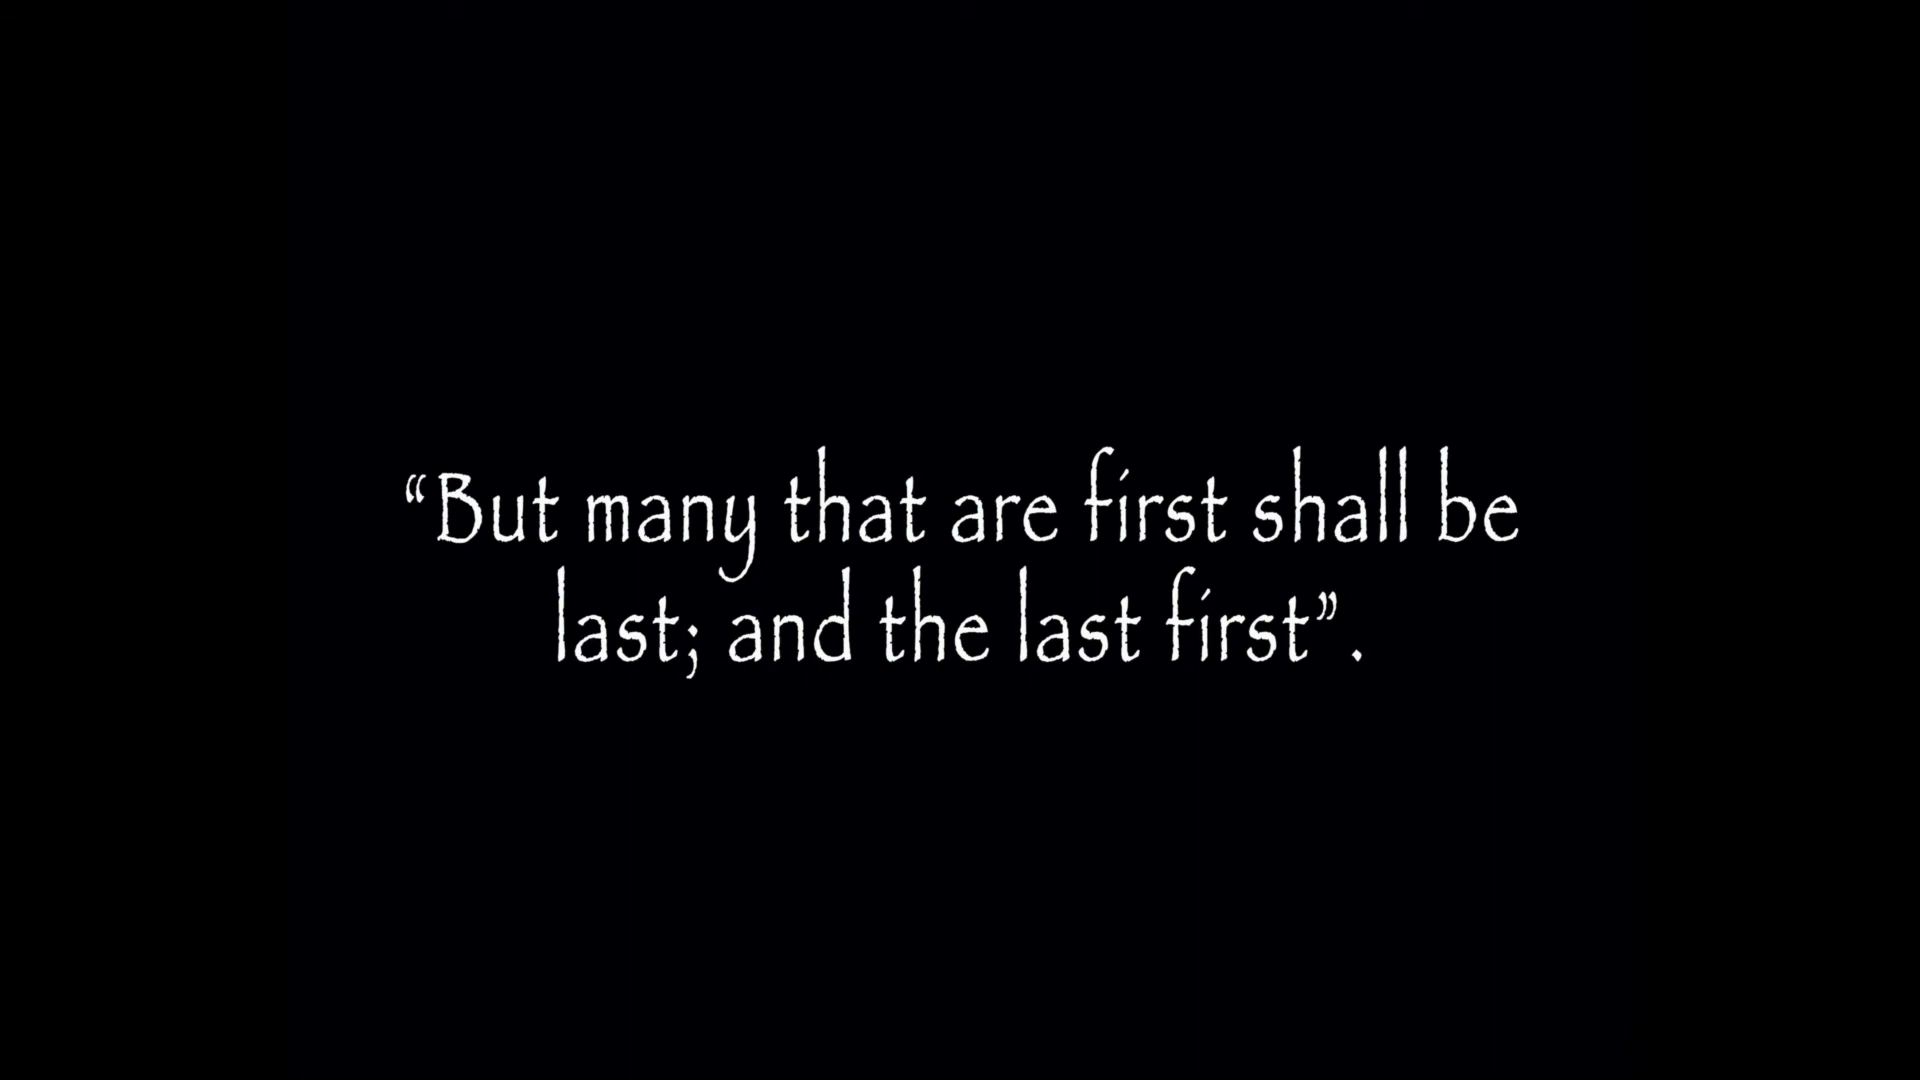 “But many that are first shall be
last; and the last first”.